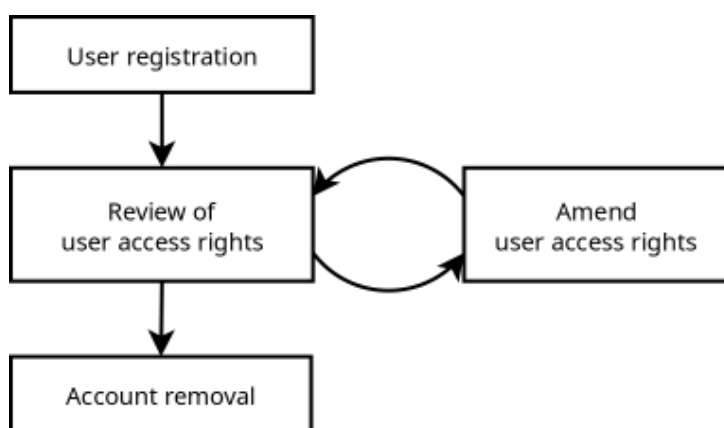 User registration
Review of
user access rights
Amend
user access rights
Account removal